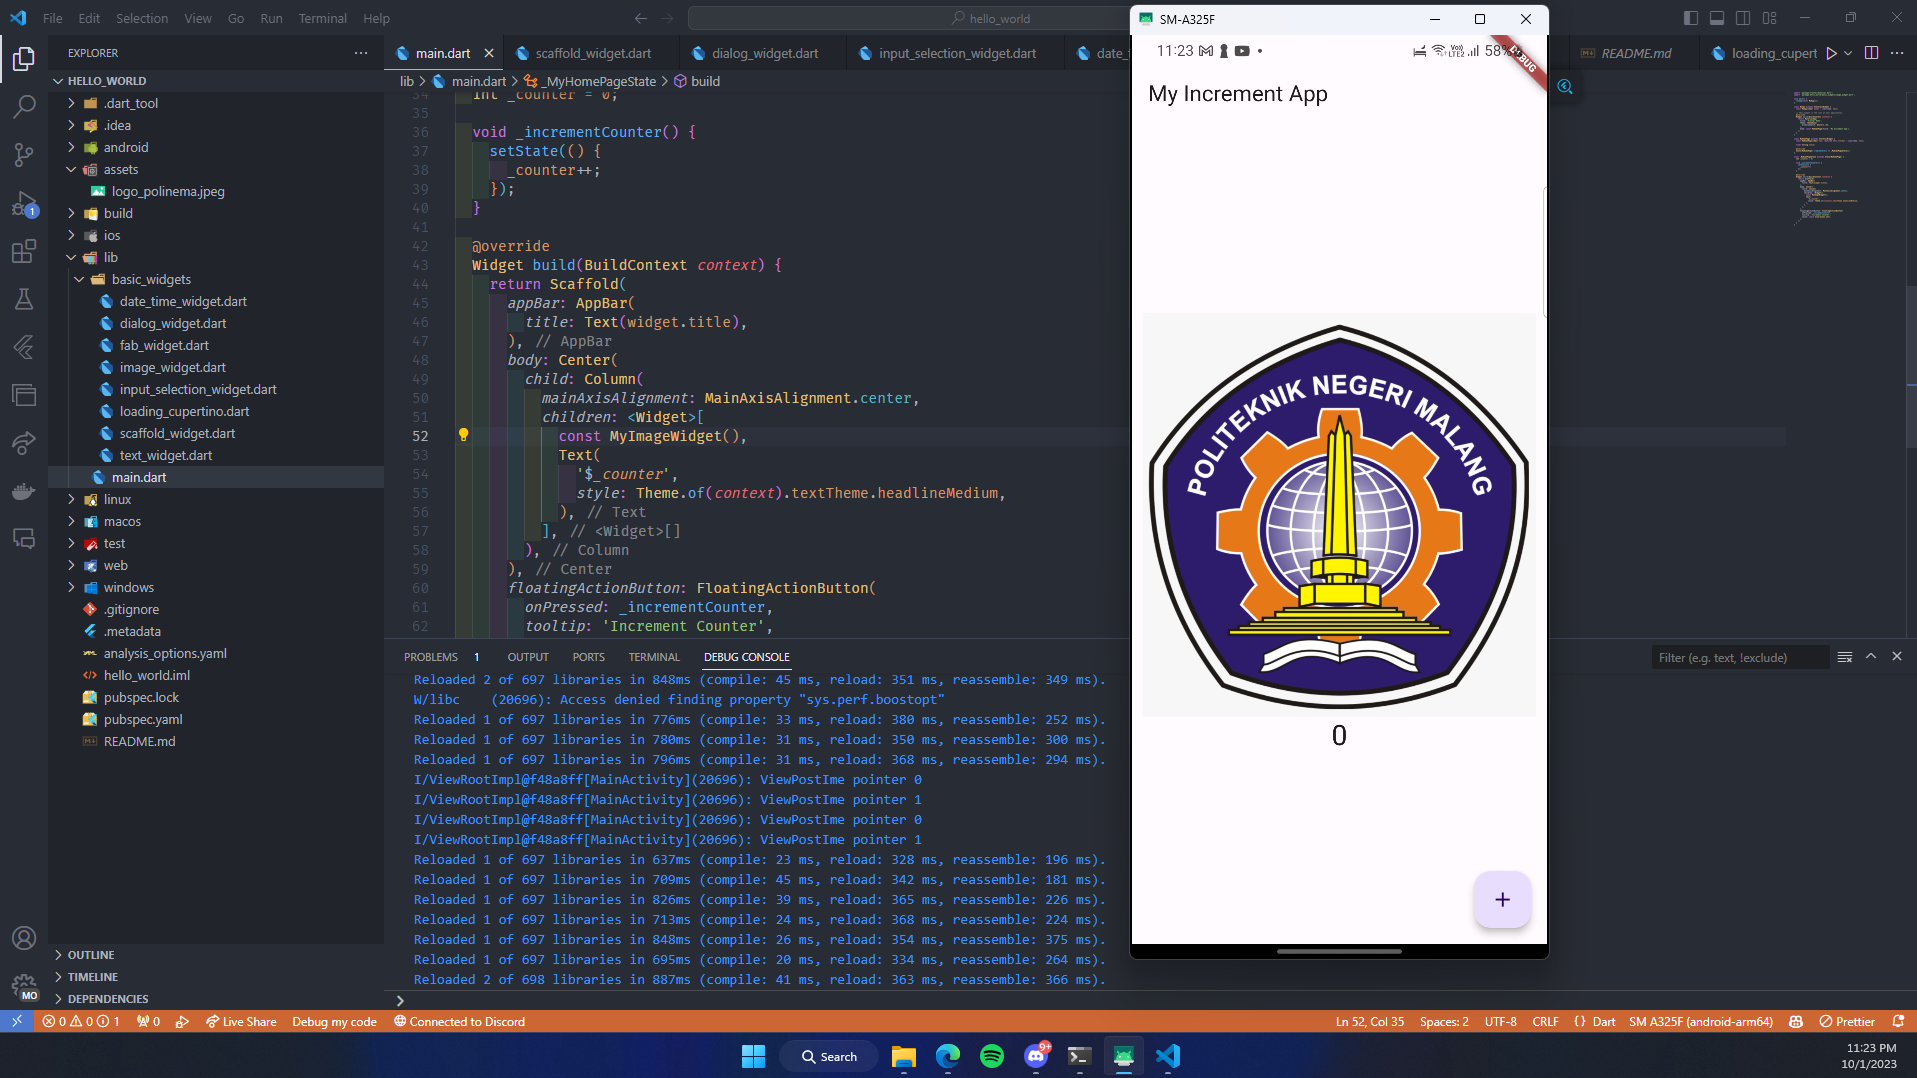 File Edit Selection View Go Run Terminal Help
hello_world
SM-A325F
EXPLORER
main.dart
scaffold_widget.dart
dialog_widget.dart
input_selection_widget.dart
date_
README.md
loading_cupert
HELLO_WORLD
.dart_tool
.idea
android
assets
logo_polinema.jpeg
build
ios
lib
basic_widgets
date_time_widget.dart
dialog_widget.dart
fab_widget.dart
image_widget.dart
input_selection_widget.dart
loading_cupertino.dart
scaffold_widget.dart
text_widget.dart
main.dart
linux
macos
test
web
windows
.gitignore
.metadata
analysis_options.yaml
hello_world.iml
pubspec.lock
pubspec.yaml
README.md
OUTLINE
TIMELINE
DEPENDENCIES
1
MO
lib > main.dart > _MyHomePageState > build
34 int _counter = 0;
35
36 void _incrementCounter() {
37 setState(() {
38 _counter++;
39 });
40 }
41
42 @override
43 Widget build(BuildContext context) {
44 return Scaffold(
45 appBar: AppBar(
46 title: Text(widget.title),
47 ), // AppBar
48 body: Center(
49 child: Column(
50 mainAxisAlignment: MainAxisAlignment.center,
51 children: <Widget>[
52 const MyImageWidget(),
53 Text(
54 '$_counter',
55 style: Theme.of(context).textTheme.headlineMedium,
56 ), // Text
57 ], // <Widget>[]
58 ), // Column
59 ), // Center
60 floatingActionButton: FloatingActionButton(
61 onPressed: _incrementCounter,
62 tooltip: 'Increment Counter',
PROBLEMS 1 OUTPUT PORTS TERMINAL DEBUG CONSOLE
Filter (e.g. text, !exclude)
Reloaded 2 of 697 libraries in 848ms (compile: 45 ms, reload: 351 ms, reassemble: 349 ms).
W/libc (20696): Access denied finding property "sys.perf.boostopt"
Reloaded 1 of 697 libraries in 776ms (compile: 33 ms, reload: 380 ms, reassemble: 252 ms).
Reloaded 1 of 697 libraries in 780ms (compile: 31 ms, reload: 350 ms, reassemble: 300 ms).
Reloaded 1 of 697 libraries in 796ms (compile: 31 ms, reload: 368 ms, reassemble: 294 ms).
I/ViewRootImpl@f48a8ff[MainActivity](20696): ViewPostIme pointer 0
I/ViewRootImpl@f48a8ff[MainActivity](20696): ViewPostIme pointer 1
I/ViewRootImpl@f48a8ff[MainActivity](20696): ViewPostIme pointer 0
I/ViewRootImpl@f48a8ff[MainActivity](20696): ViewPostIme pointer 1
Reloaded 1 of 697 libraries in 637ms (compile: 23 ms, reload: 328 ms, reassemble: 196 ms).
Reloaded 1 of 697 libraries in 709ms (compile: 45 ms, reload: 342 ms, reassemble: 181 ms).
Reloaded 1 of 697 libraries in 826ms (compile: 39 ms, reload: 365 ms, reassemble: 226 ms).
Reloaded 1 of 697 libraries in 713ms (compile: 24 ms, reload: 368 ms, reassemble: 224 ms).
Reloaded 1 of 697 libraries in 848ms (compile: 26 ms, reload: 354 ms, reassemble: 375 ms).
Reloaded 1 of 697 libraries in 695ms (compile: 20 ms, reload: 334 ms, reassemble: 264 ms).
Reloaded 2 of 698 libraries in 887ms (compile: 41 ms, reload: 363 ms, reassemble: 366 ms).
11:23
58%
DEBUG
My Increment App
POLITEKNIK NEGERI MALANG
0
+
0 0 1 0 Live Share Debug my code Connected to Discord
Ln 52, Col 35 Spaces: 2 UTF-8 CRLF {} Dart SM A325F (android-arm64) Prettier
Search
9+
11:23 PM
10/1/2023